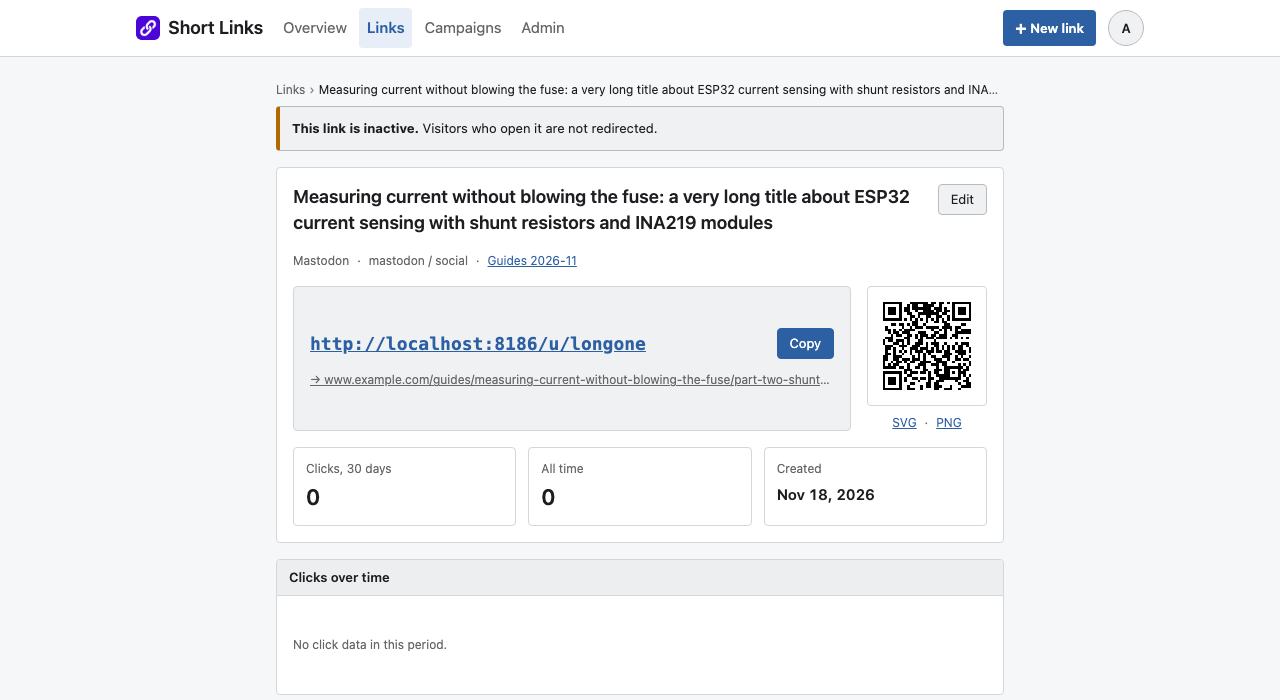 Short Links
Overview
Links
Campaigns
Admin
+ New link
A
Links › Measuring current without blowing the fuse: a very long title about ESP32 current sensing with shunt resistors and INA...
This link is inactive. Visitors who open it are not redirected.
Measuring current without blowing the fuse: a very long title about ESP32
current sensing with shunt resistors and INA219 modules
Edit
Mastodon · mastodon / social · Guides 2026-11
http://localhost:8186/u/longone
Copy
→ www.example.com/guides/measuring-current-without-blowing-the-fuse/part-two-shunt...
SVG · PNG
Clicks, 30 days
0
All time
0
Created
Nov 18, 2026
Clicks over time
No click data in this period.